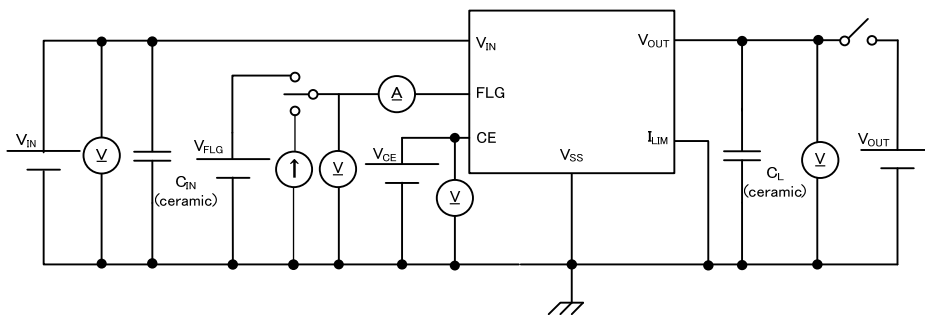 VIN
VOUT
FLG
A
CE
ILIM
VSS
VIN
V
CIN
(ceramic)
VFLG
V
VCE
V
CL
(ceramic)
V
VOUT